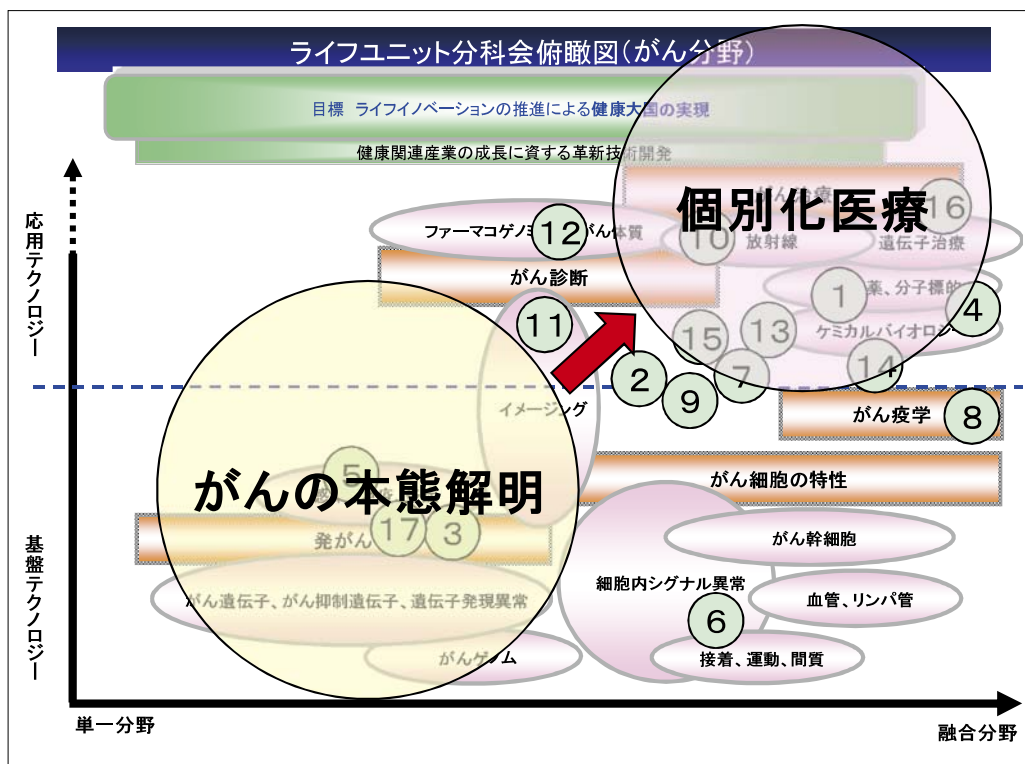 ライフユニット分科会俯瞰図(がん分野)
目標 ライフイノベーションの推進による健康大国の実現
健康関連産業の成長に資する革新技術開発
応用テクノロジー
基盤テクノロジー
がん治療
個別化医療
16
ファーマコゲノミ
12
がん体質
10
放射線
遺伝子治療
がん診断
1
薬、分子標的
4
11
15
13
ケミカルバイオロジー
2
7
14
9
イメージング
がん疫学
8
5
がんの本態解明
がん細胞の特性
発がん
17
3
がん幹細胞
細胞内シグナル異常
がん遺伝子、がん抑制遺伝子、遺伝子発現異常
血管、リンパ管
6
がんゲノム
接着、運動、間質
単一分野
融合分野